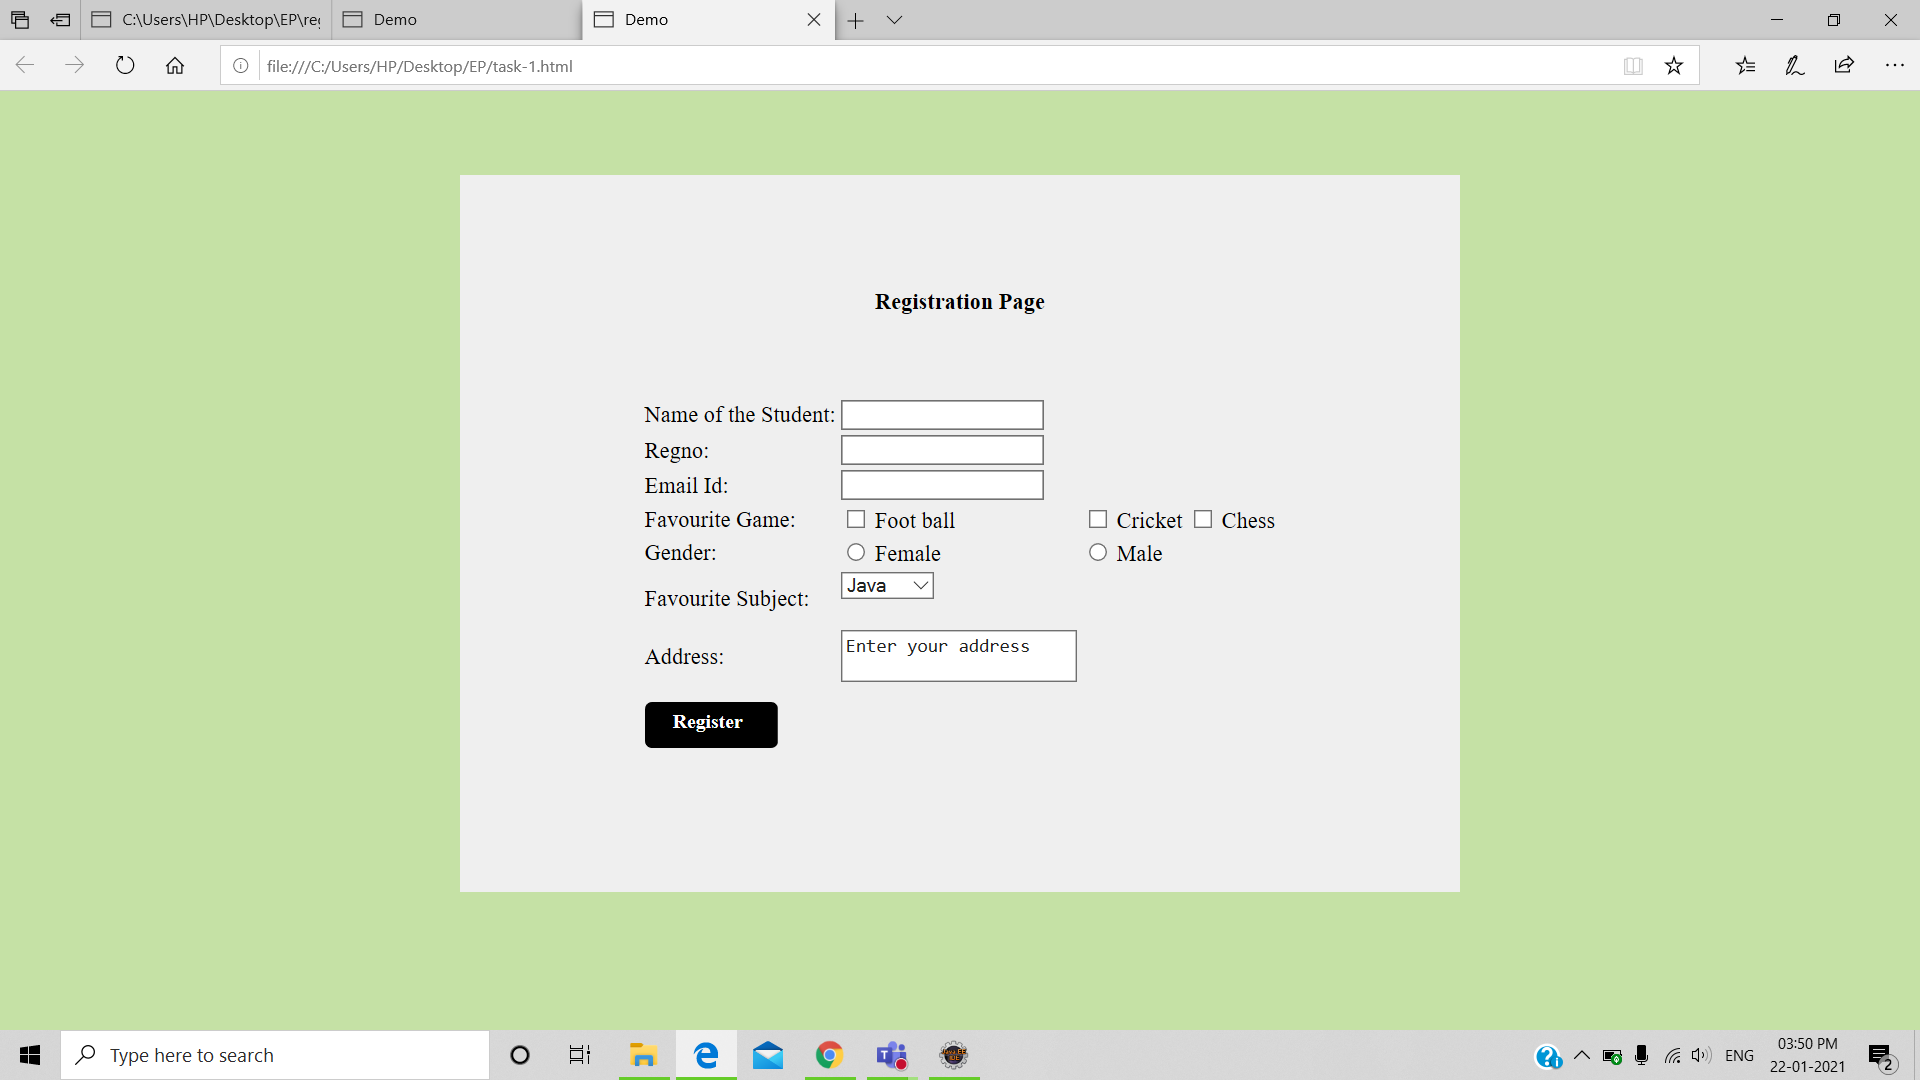 C:\Users\HP\Desktop\EP\re
Demo
Demo
file:///C:/Users/HP/Desktop/EP/task-1.html
Registration Page
Name of the Student:
Regno:
Email Id:
Favourite Game: Foot ball Cricket Chess
Gender: Female Male
Favourite Subject: Java
Address: Enter your address
Register
Type here to search
ENG
03:50 PM
22-01-2021
2